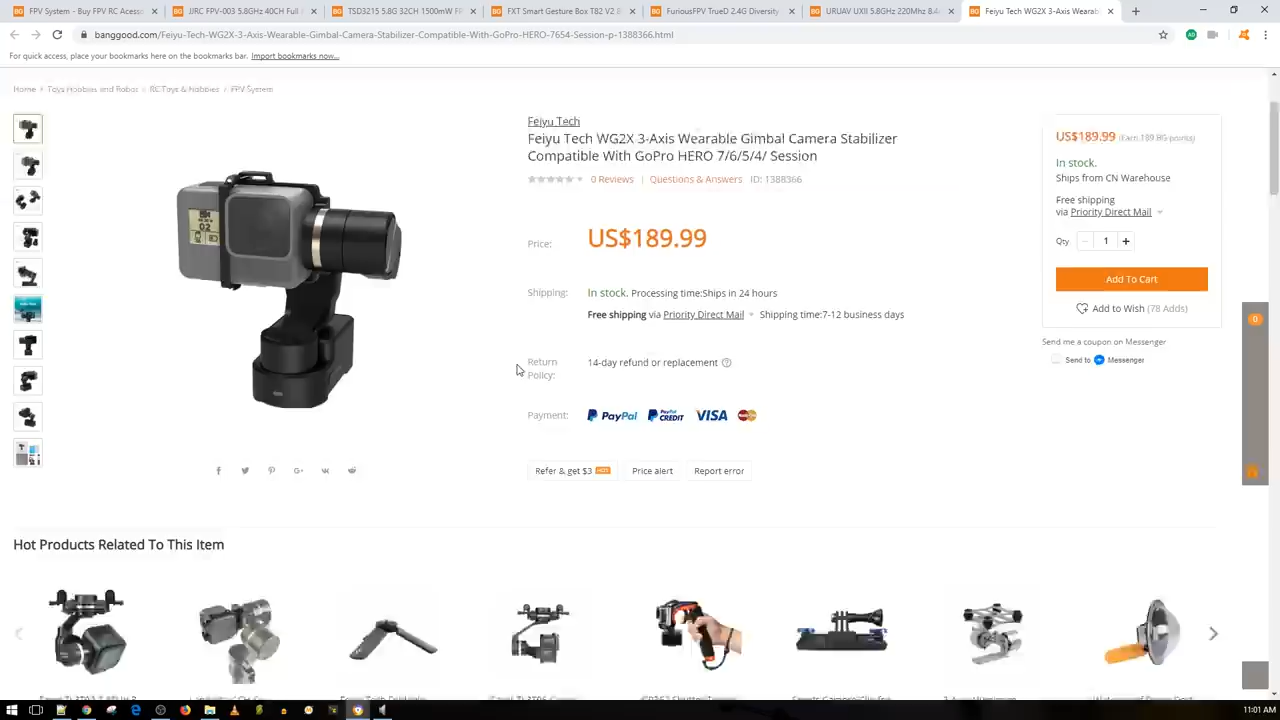 FPV System - Buy FPV RC Acess
JJRC FPV-003 5.8GHz 40CH Full
TSD3215 5.8G 32CH 1500mW
FXT Smart Gesture Box T82 V2
FuriousFPV TrueD 2.4G Diversity
URUAV UXII 5.8GHz 220Mhz 8.4
Feiyu Tech WG2X 3-Axis Wearab
banggood.com/Feiyu-Tech-WG2X-3-Axis-Wearable-Gimbal-Camera-Stabilizer-Compatible-With-GoPro-HERO-7654-Session-p-1388366.html
For quick access, place your bookmarks here on the bookmarks bar. Import bookmarks now...
Home
FPV System
Feiyu Tech
Feiyu Tech WG2X 3-Axis Wearable Gimbal Camera Stabilizer
Compatible With GoPro HERO 7/6/5/4/ Session
0 Reviews | Questions & Answers ID: 1388366
Price: US$189.99
Shipping: In stock. Processing time:Ships in 24 hours
Free shipping via Priority Direct Mail Shipping time:7-12 business days
Return
Policy: 14-day refund or replacement
Payment: PayPal PayPal CREDIT VISA
Refer & get $3 HOT Price alert Report error
US$189.99
In stock.
Ships from CN Warehouse
Free shipping
via Priority Direct Mail
Qty - 1 +
Add To Cart
Add to Wish (78 Adds)
Send me a coupon on Messenger
Send to Messenger
0
Hot Products Related To This Item
11:01 AM